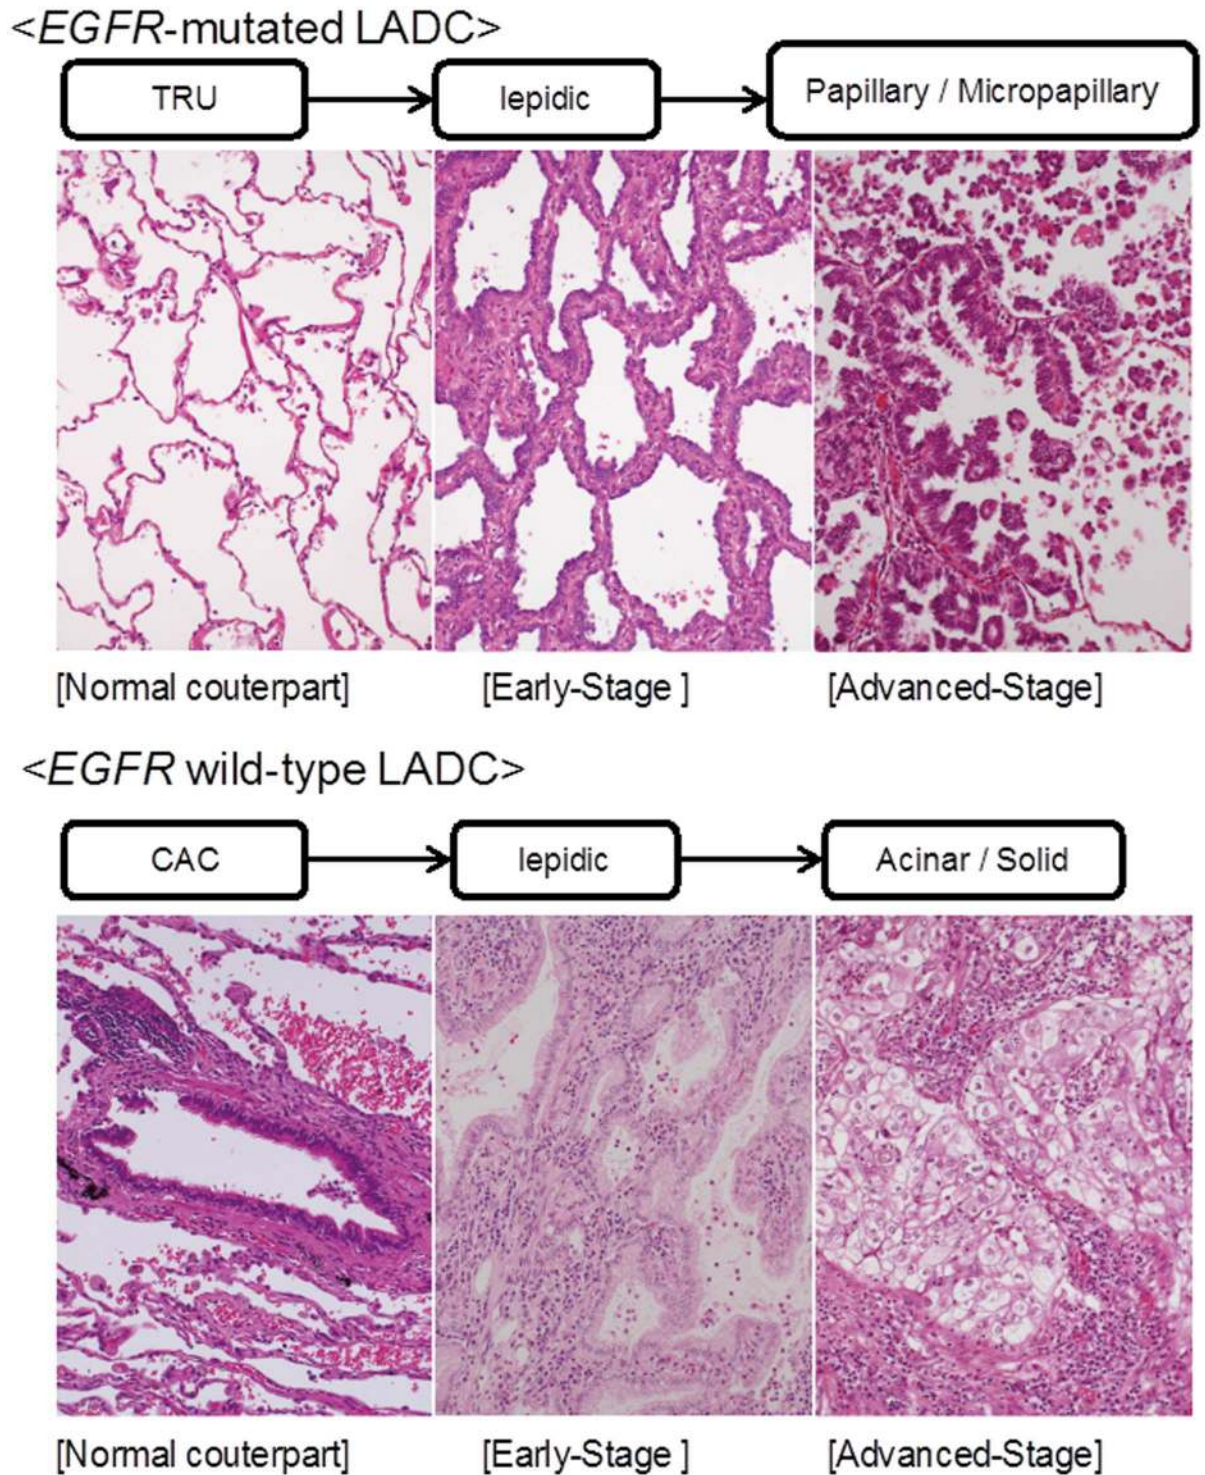 <EGFR-mutated LADC>
TRU
lepidic
Papillary / Micropapillary
[Normal couterpart]
[Early-Stage ]
[Advanced-Stage]
<EGFR wild-type LADC>
CAC
lepidic
Acinar / Solid
[Normal couterpart]
[Early-Stage ]
[Advanced-Stage]